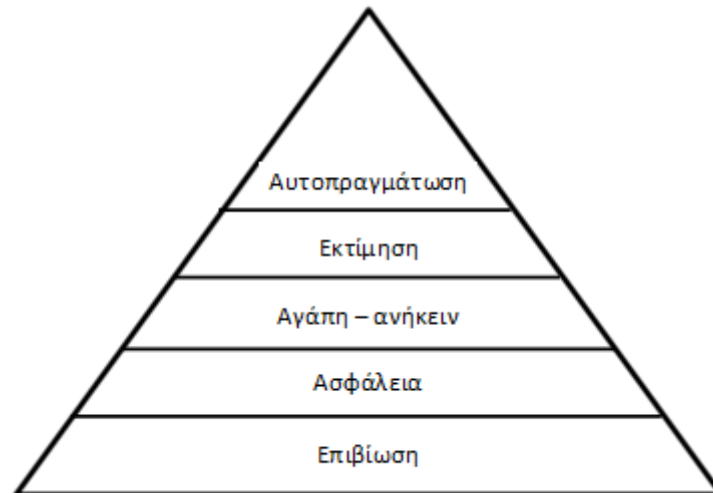 Αυτοπραγμάτωση
Εκτίμηση
Αγάπη – ανήκειν
Ασφάλεια
Επιβίωση